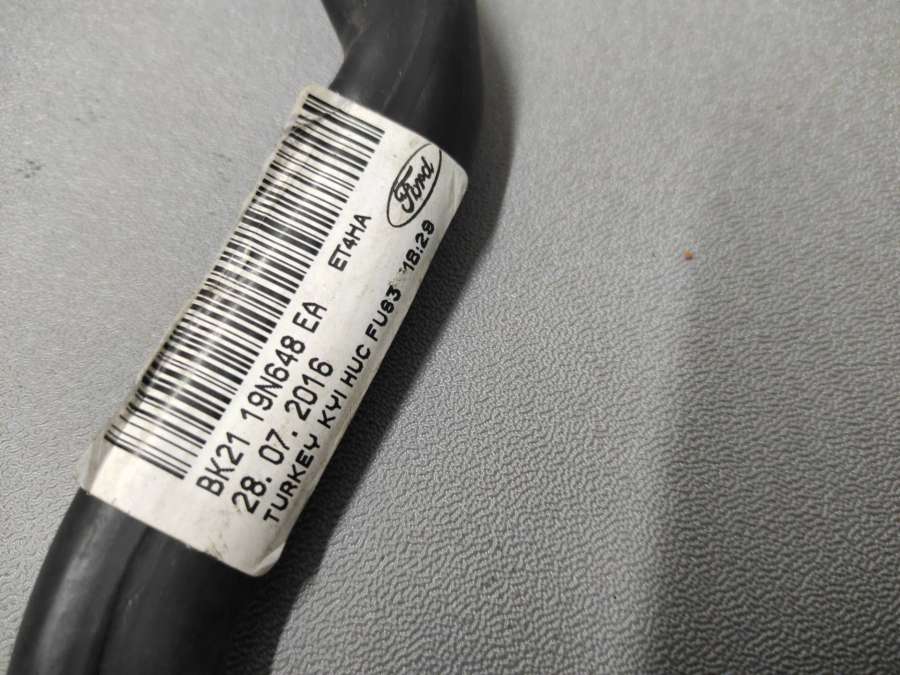 Ford
ET4HA
BK21 19N648 EA
28. 07. 2016
TURKEY KYI HUC FU83 18:29